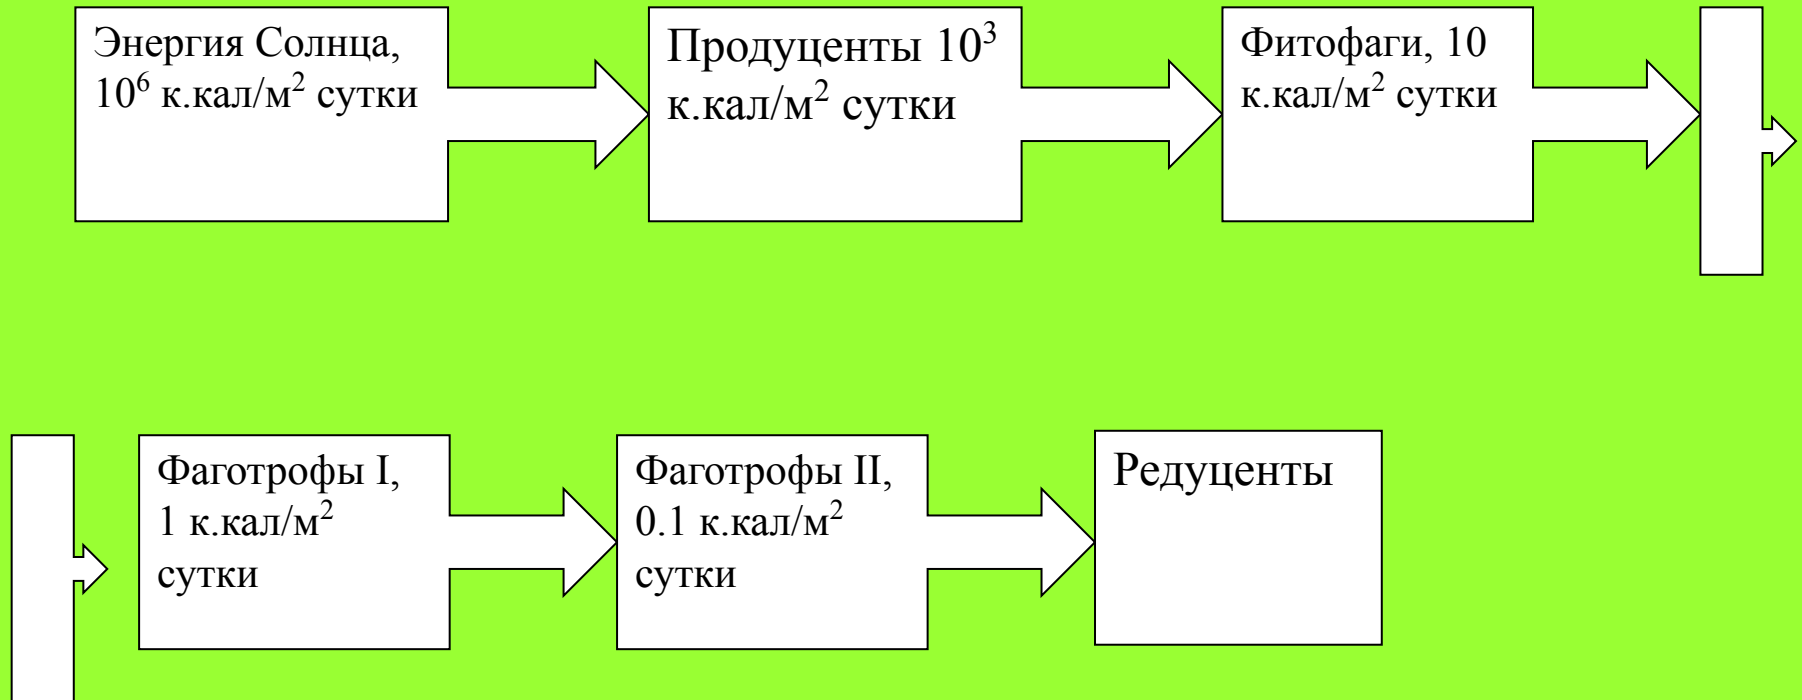 Энергия Солнца,
10⁶ к.кал/м² сутки
Продуценты 10³
к.кал/м² сутки
Фитофаги, 10
к.кал/м² сутки
Фаготрофы I,
1 к.кал/м²
сутки
Фаготрофы II,
0.1 к.кал/м²
сутки
Редуценты